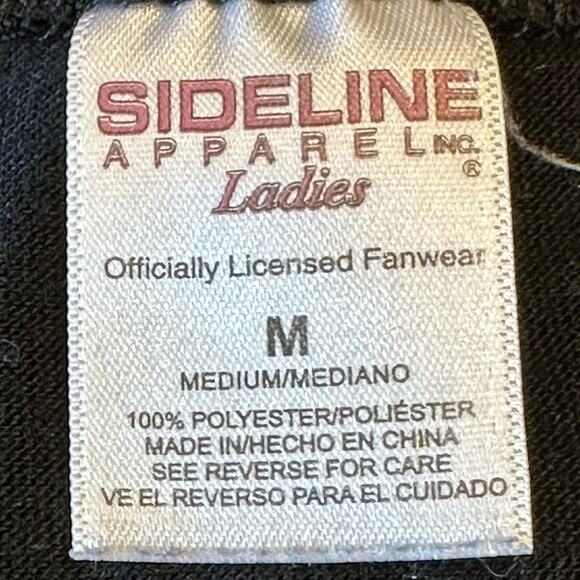 SIDELINE
APPAREL INC.
®
Ladies
Officially Licensed Fanwear
M
MEDIUM/MEDIANO
100% POLYESTER/POLIÉSTER
MADE IN/HECHO EN CHINA
SEE REVERSE FOR CARE
VE EL REVERSO PARA EL CUIDADO